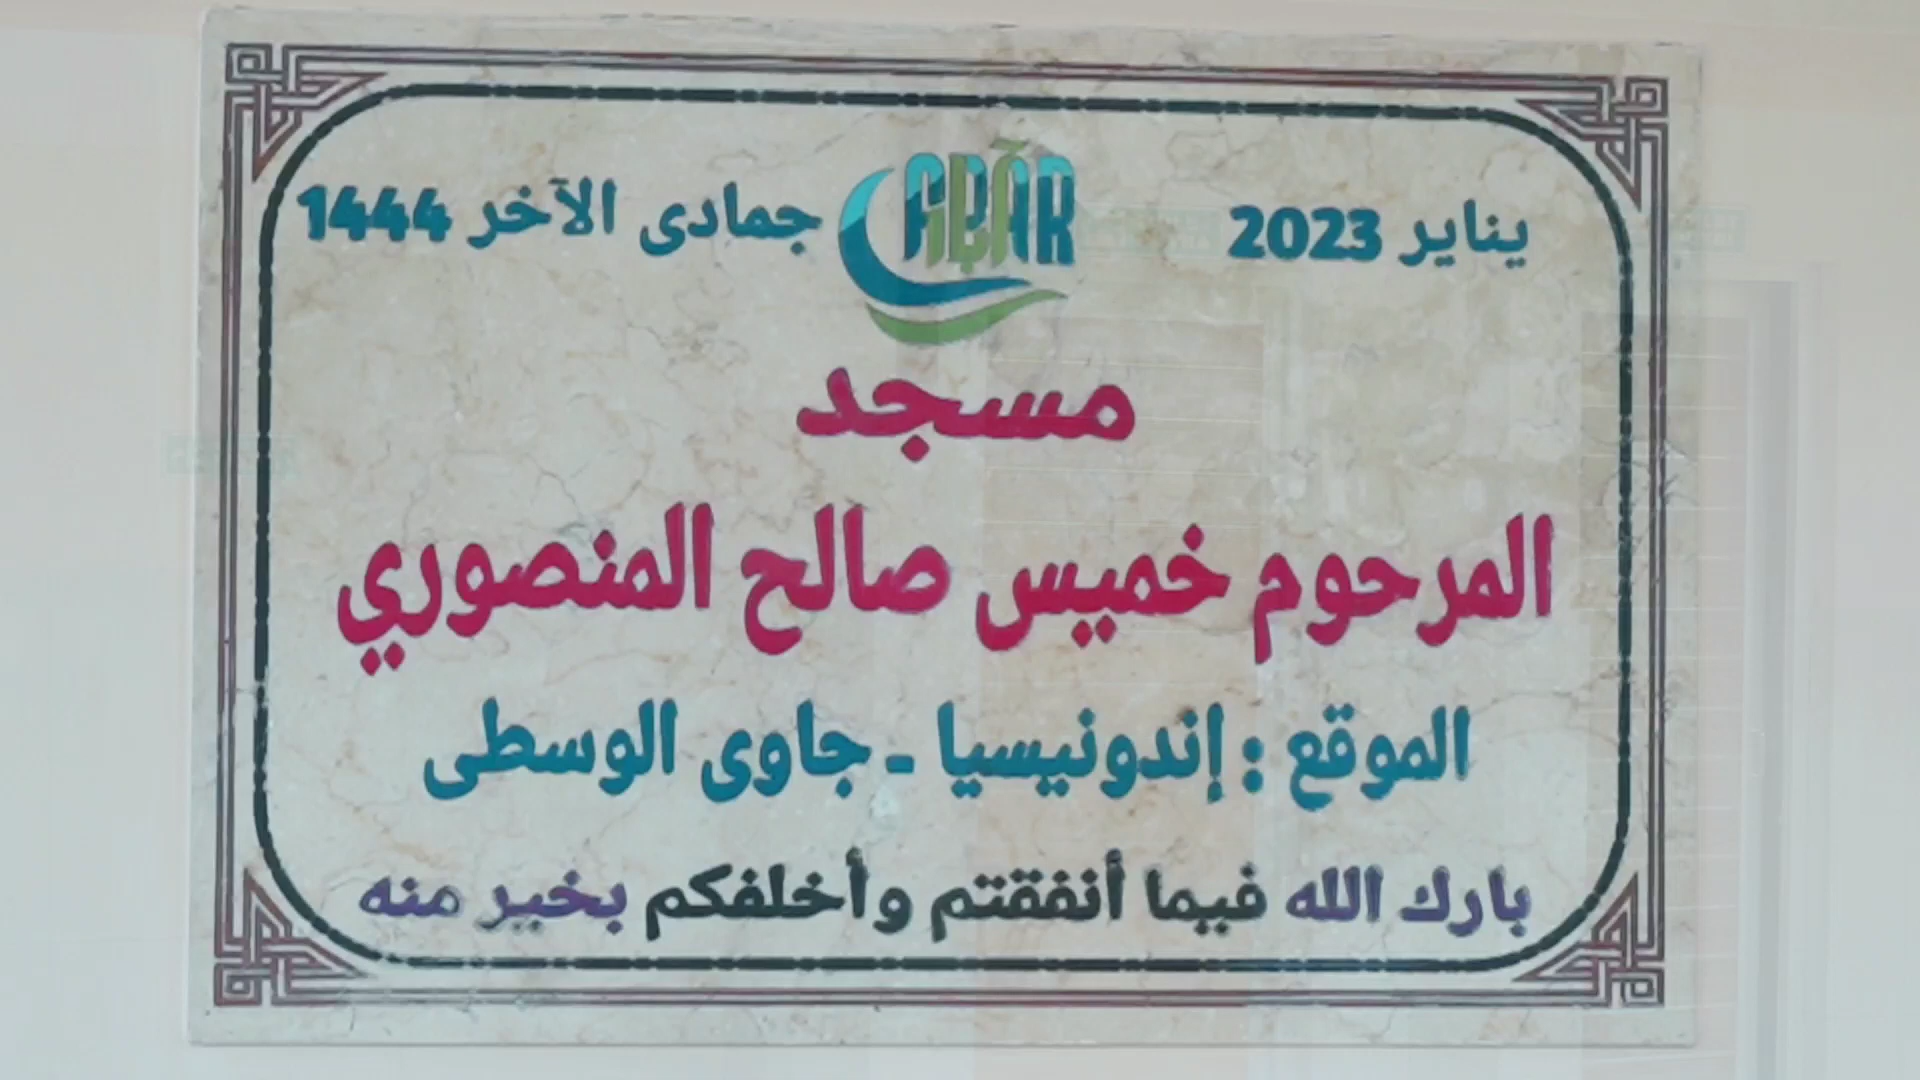 يناير 2023 ABAR جمادى الآخر 1444
مسجد
المرحوم خميس صالح المنصوري
الموقع : إندونيسيا - جاوى الوسطى
بارك الله فيما أنفقتم وأخلفكم بخير منه